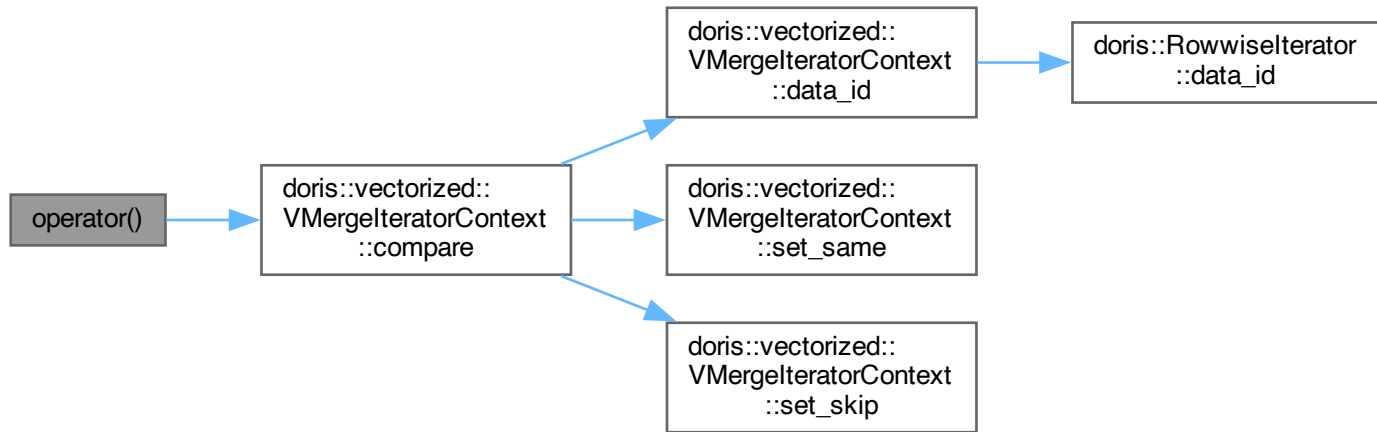 operator()
doris::vectorized::
VMergeIteratorContext
::compare
doris::vectorized::
VMergeIteratorContext
::data_id
doris::RowwiseIterator
::data_id
doris::vectorized::
VMergeIteratorContext
::set_same
doris::vectorized::
VMergeIteratorContext
::set_skip